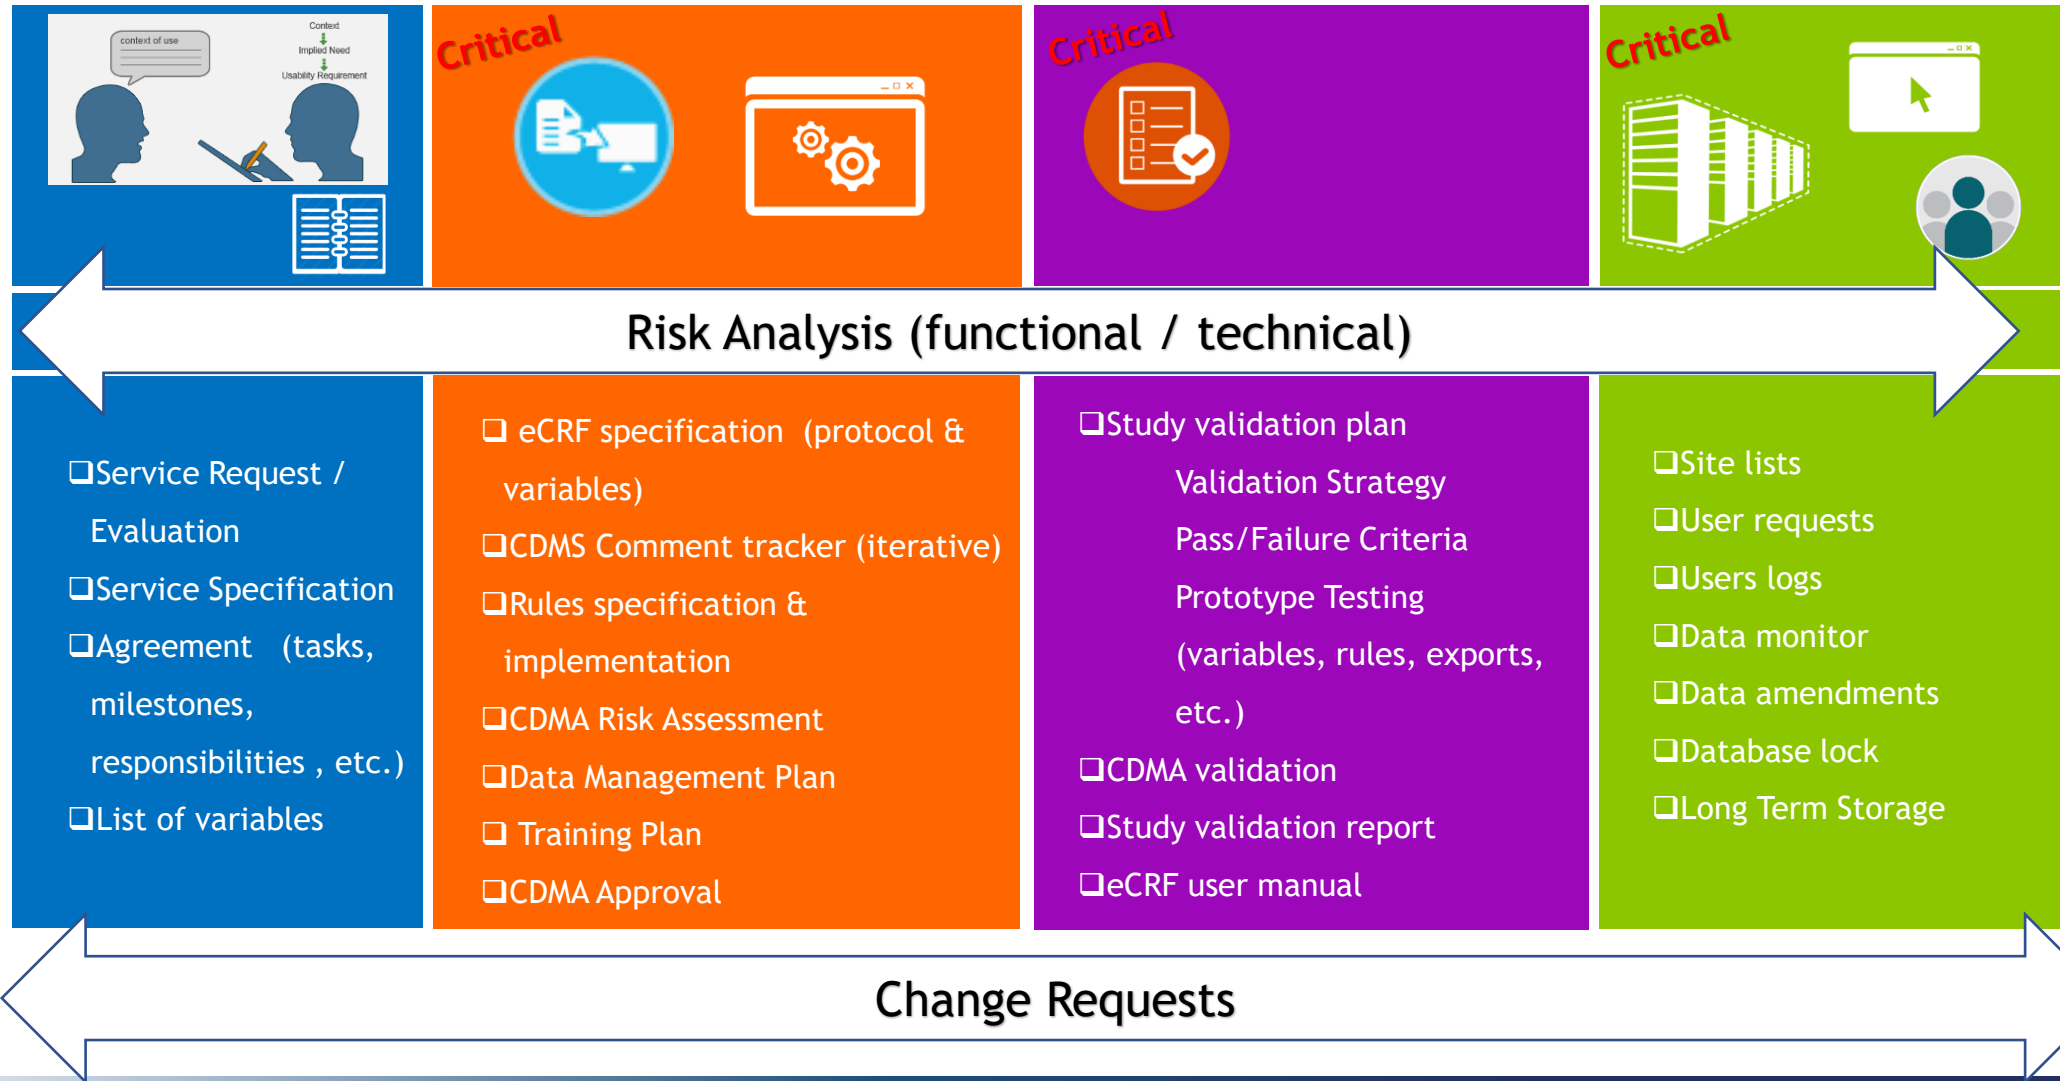 context of use
Context
Implied Need
Usability Requirement
Critical
Critical
Critical
Risk Analysis (functional / technical)
❑Service Request /
Evaluation
❑Service Specification
❑Agreement (tasks,
milestones,
responsibilities , etc.)
❑List of variables
❑ eCRF specification (protocol &
variables)
❑CDMS Comment tracker (iterative)
❑Rules specification &
implementation
❑CDMA Risk Assessment
❑Data Management Plan
❑ Training Plan
❑CDMA Approval
❑Study validation plan
Validation Strategy
Pass/Failure Criteria
Prototype Testing
(variables, rules, exports,
etc.)
❑CDMA validation
❑Study validation report
❑eCRF user manual
❑Site lists
❑User requests
❑Users logs
❑Data monitor
❑Data amendments
❑Database lock
❑Long Term Storage
Change Requests